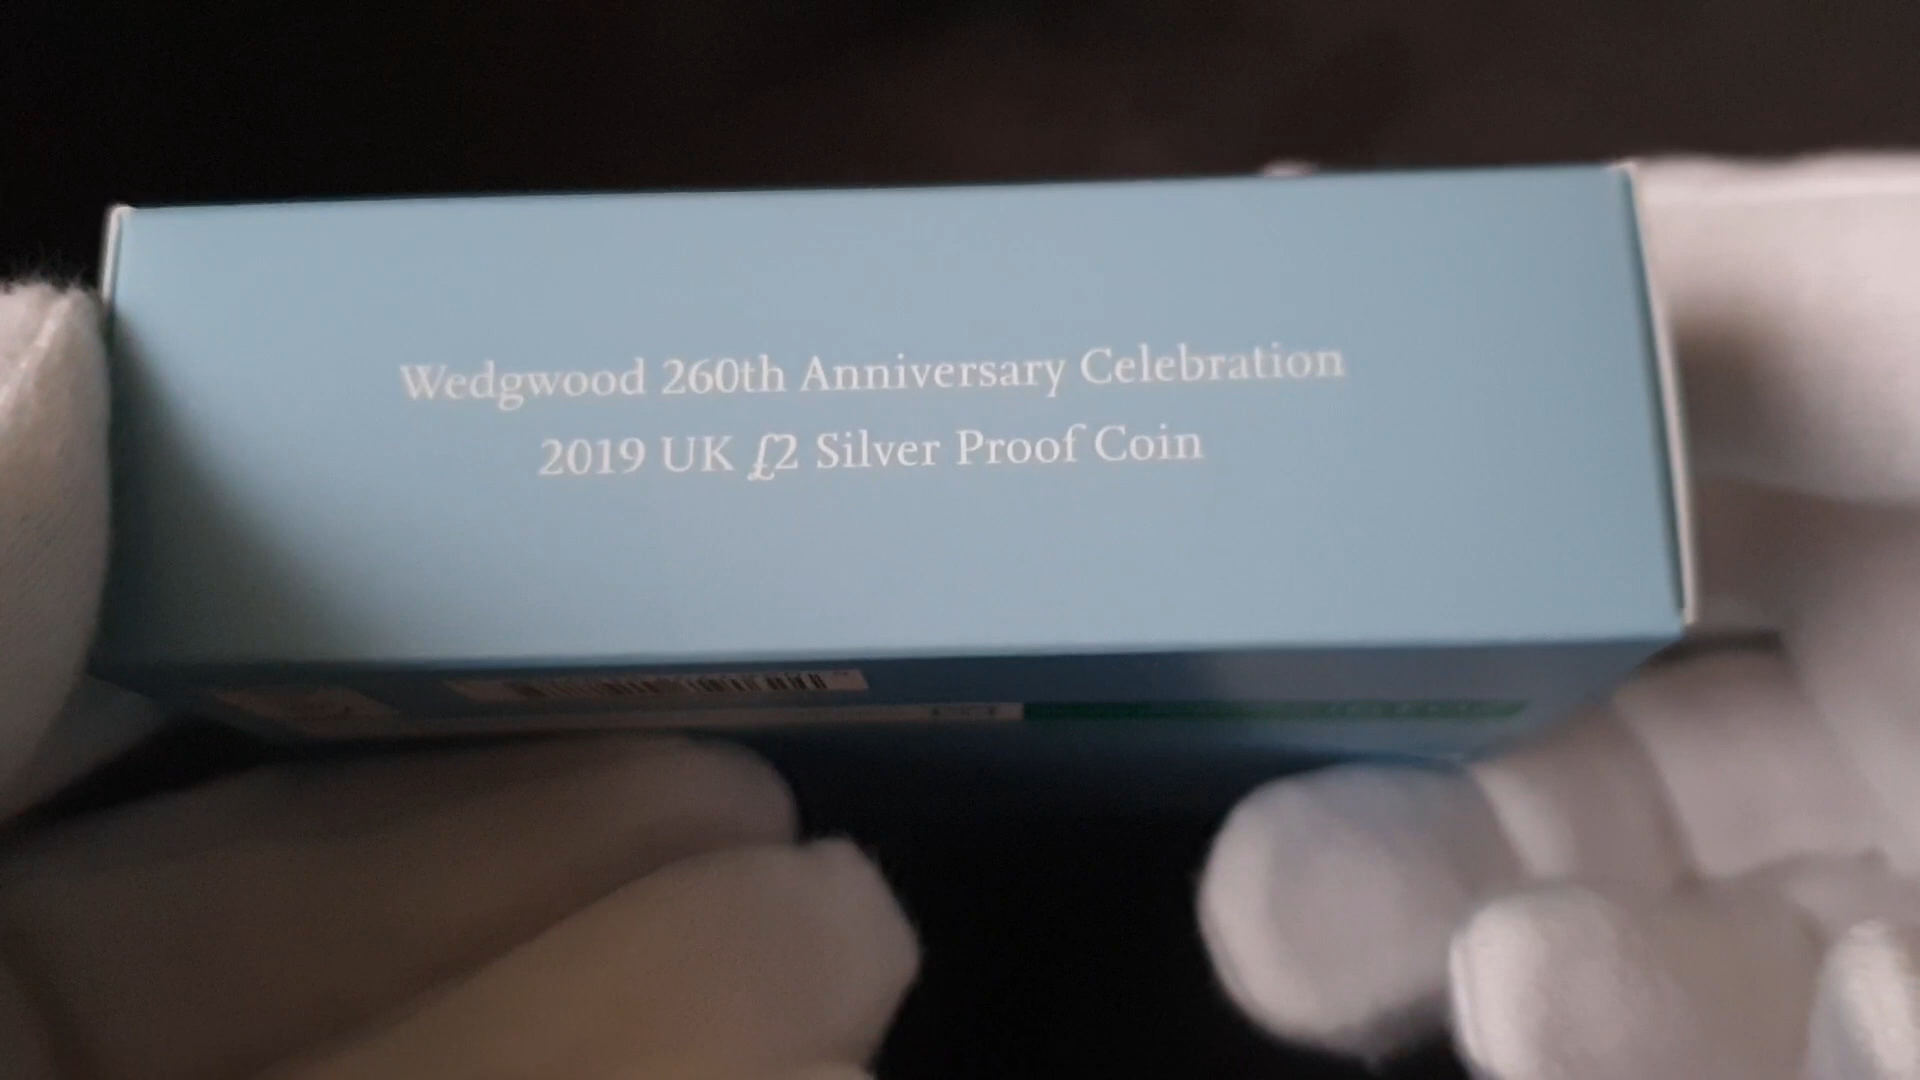 Wedgwood 260th Anniversary Celebration
2019 UK £2 Silver Proof Coin